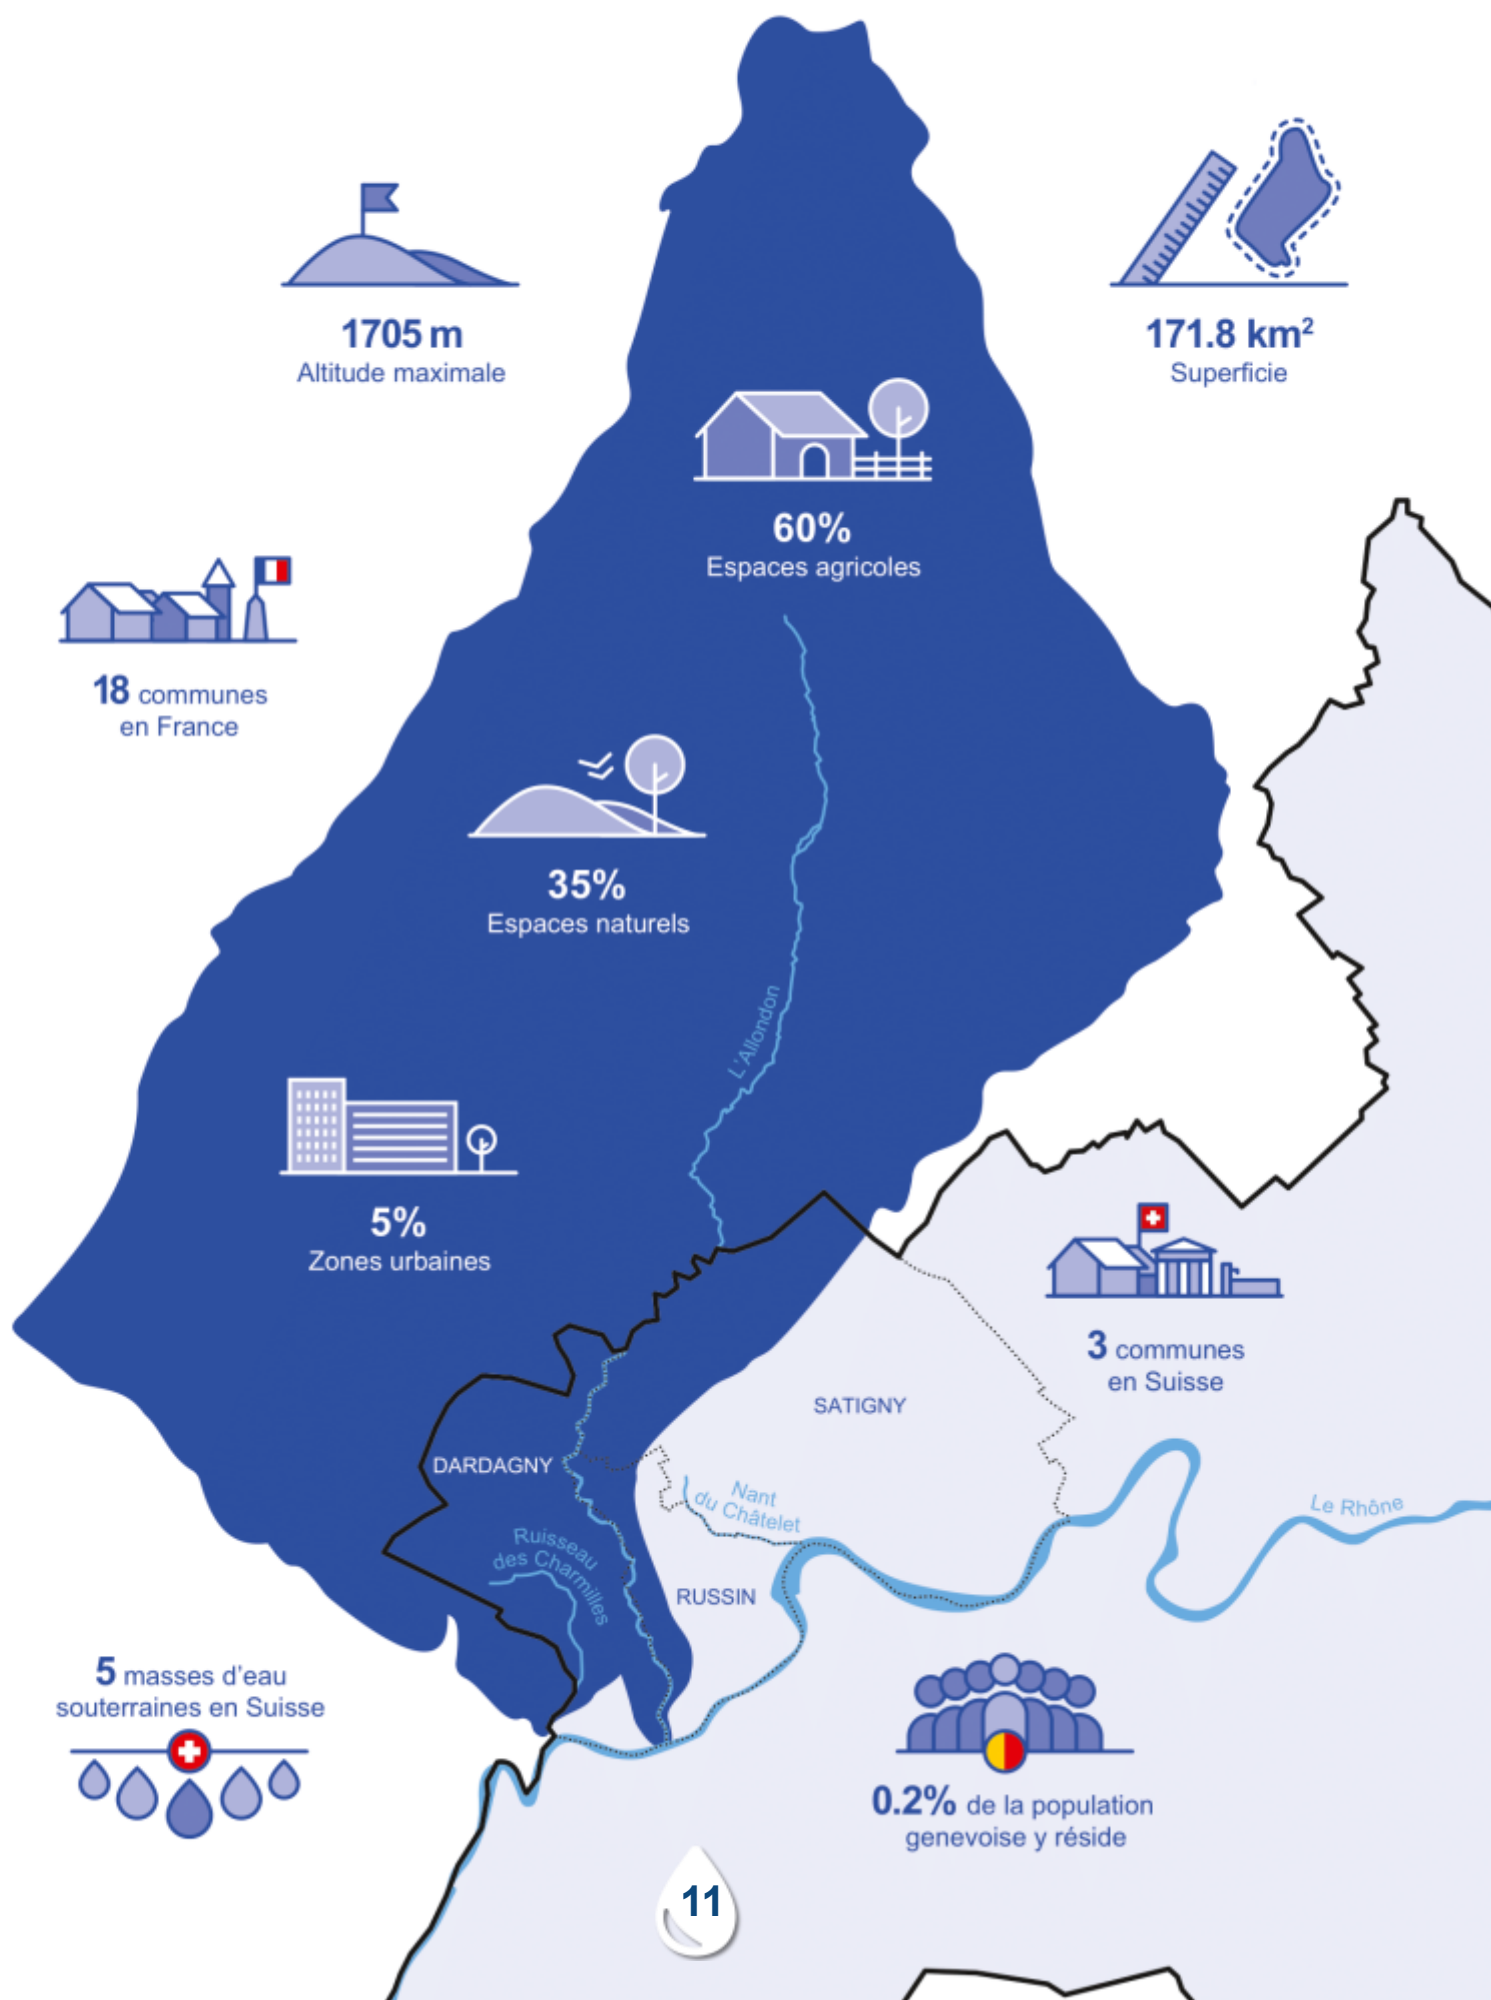 1705 m
Altitude maximale
171.8 km²
Superficie
60%
Espaces agricoles
18 communes
en France
35%
Espaces naturels
L'Allondon
5%
Zones urbaines
3 communes
en Suisse
SATIGNY
DARDAGNY
Nant
du Châtelet
Le Rhône
Ruisseau
des Charmilles
RUSSIN
5 masses d'eau
souterraines en Suisse
0.2% de la population
genevoise y réside
11